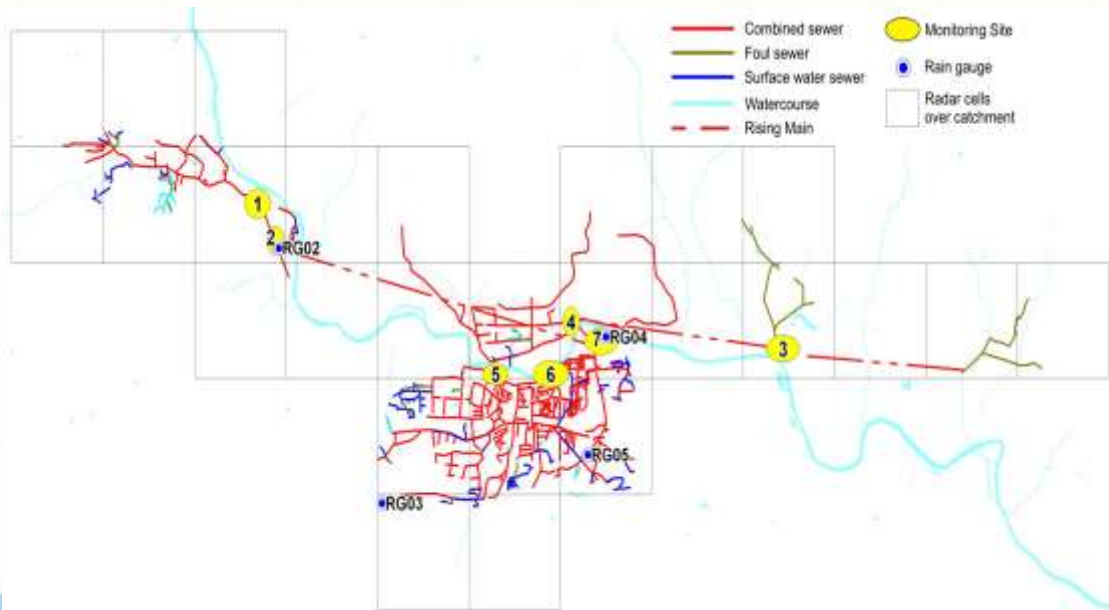 Combined sewer
Foul sewer
Surface water sewer
Watercourse
Rising Main
Monitoring Site
Rain gauge
Radar cells
over catchment
1
2
RG02
4
7
RG04
3
5
6
RG05
RG03